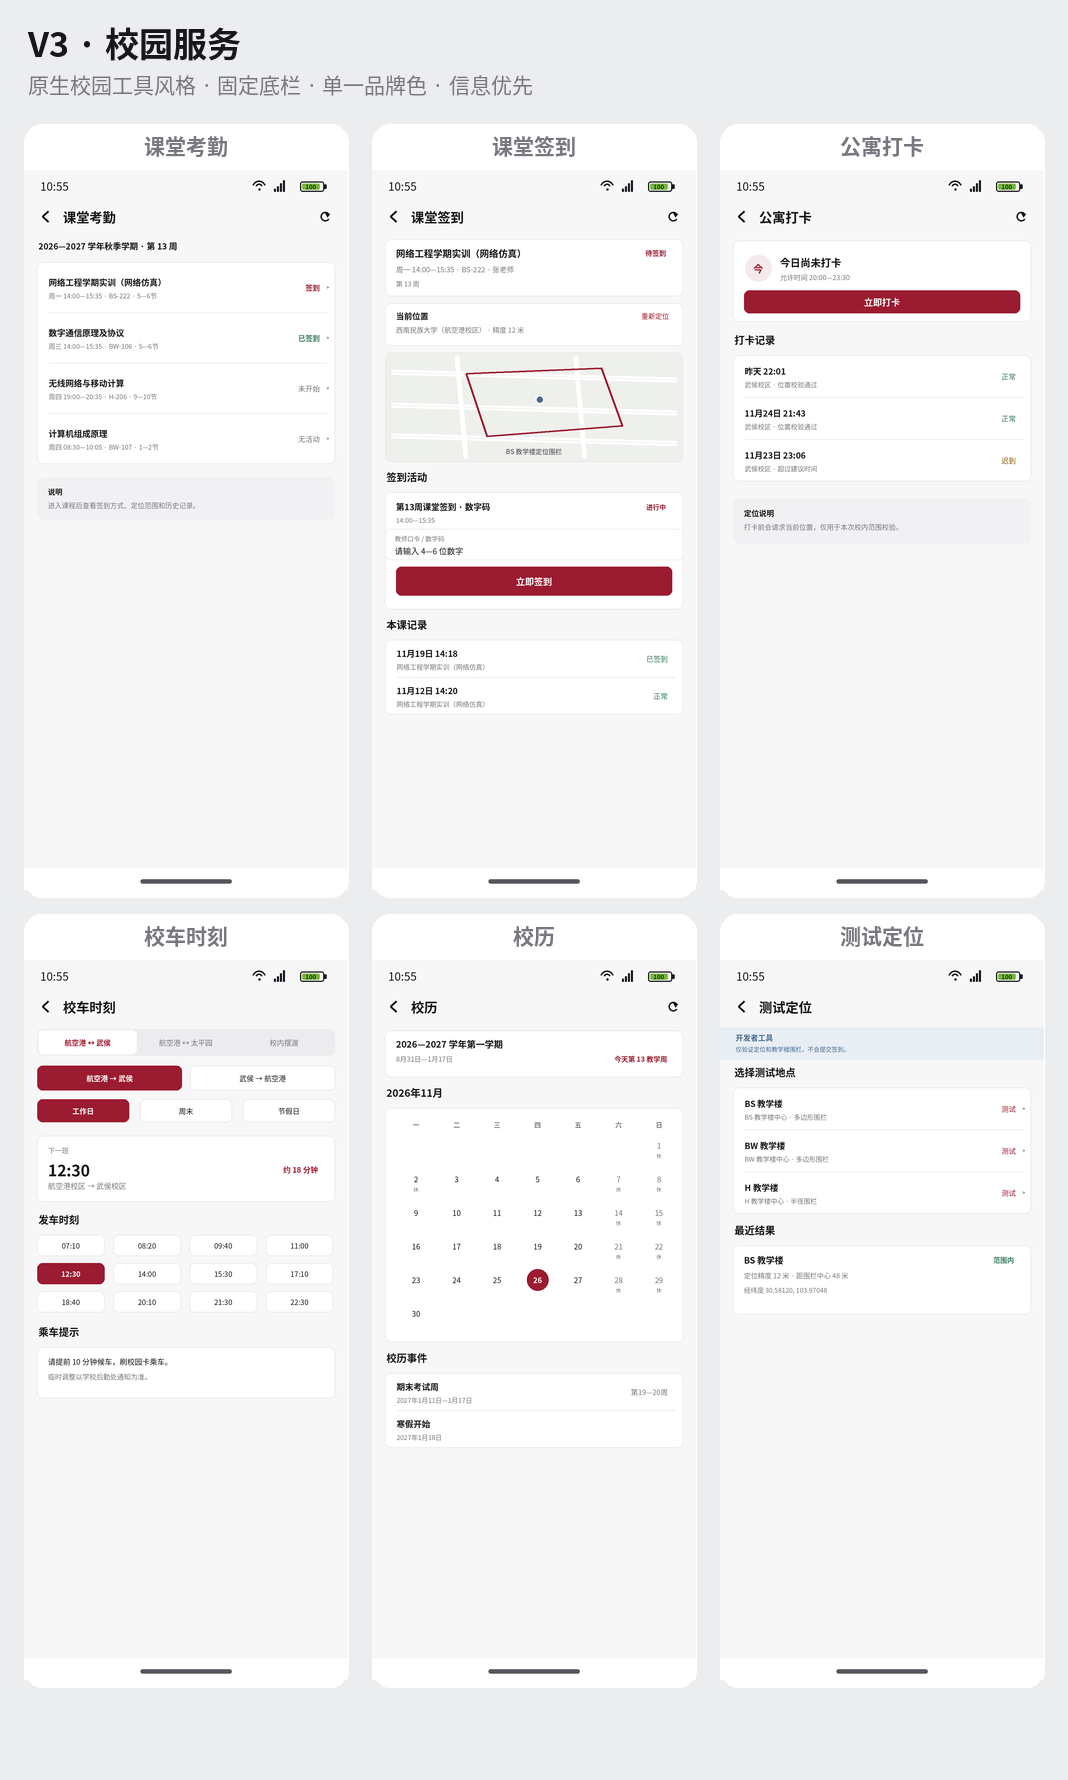 V3 · 校园服务
原生校园工具风格 · 固定底栏 · 单一品牌色 · 信息优先
课堂考勤
10:55
100
课堂考勤
2026—2027 学年秋季学期 · 第 13 周
网络工程学期实训（网络仿真）
周一 14:00—15:35 · BS-222 · 5—6节
签到
数字通信原理及协议
周三 14:00—15:35 · BW-106 · 5—6节
已签到
无线网络与移动计算
周四 19:00—20:35 · H-206 · 9—10节
未开始
计算机组成原理
周四 08:30—10:05 · BW-107 · 1—2节
无活动
说明
进入课程后查看签到方式、定位范围和历史记录。
课堂签到
10:55
100
课堂签到
网络工程学期实训（网络仿真）
待签到
周一 14:00—15:35 · BS-222 · 张老师
第 13 周
当前位置
重新定位
西南民族大学（航空港校区） · 精度 12 米
BS 教学楼定位围栏
签到活动
第13周课堂签到 · 数字码
进行中
14:00—15:35
教师口令 / 数字码
请输入 4—6 位数字
立即签到
本课记录
11月19日 14:18
网络工程学期实训（网络仿真）
已签到
11月12日 14:20
网络工程学期实训（网络仿真）
正常
公寓打卡
10:55
100
公寓打卡
今
今日尚未打卡
允许时间 20:00—23:30
立即打卡
打卡记录
昨天 22:01
武侯校区 · 位置校验通过
正常
11月24日 21:43
武侯校区 · 位置校验通过
正常
11月23日 23:06
武侯校区 · 超过建议时间
迟到
定位说明
打卡前会请求当前位置，仅用于本次校内范围校验。
校车时刻
10:55
100
校车时刻
航空港 ↔ 武侯 航空港 ↔ 太平园 校内摆渡
航空港 → 武侯 武侯 → 航空港
工作日 周末 节假日
下一班
12:30
约 18 分钟
航空港校区 → 武侯校区
发车时刻
07:10 08:20 09:40 11:00
12:30 14:00 15:30 17:10
18:40 20:10 21:30 22:30
乘车提示
请提前 10 分钟候车，刷校园卡乘车。
临时调整以学校后勤处通知为准。
校历
10:55
100
校历
2026—2027 学年第一学期
8月31日—1月17日
今天第 13 教学周
2026年11月
一 二 三 四 五 六 日
1
休
2 3 4 5 6 7 8
休 休 休
9 10 11 12 13 14 15
休 休
16 17 18 19 20 21 22
休 休
23 24 25 26 27 28 29
休 休
30
校历事件
期末考试周
2027年1月11日—1月17日
第19—20周
寒假开始
2027年1月18日
测试定位
10:55
100
测试定位
开发者工具
仅验证定位和教学楼围栏，不会提交签到。
选择测试地点
BS 教学楼
BS 教学楼中心 · 多边形围栏
测试
BW 教学楼
BW 教学楼中心 · 多边形围栏
测试
H 教学楼
H 教学楼中心 · 半径围栏
测试
最近结果
BS 教学楼
范围内
定位精度 12 米 · 距围栏中心 48 米
经纬度 30.58120, 103.97048